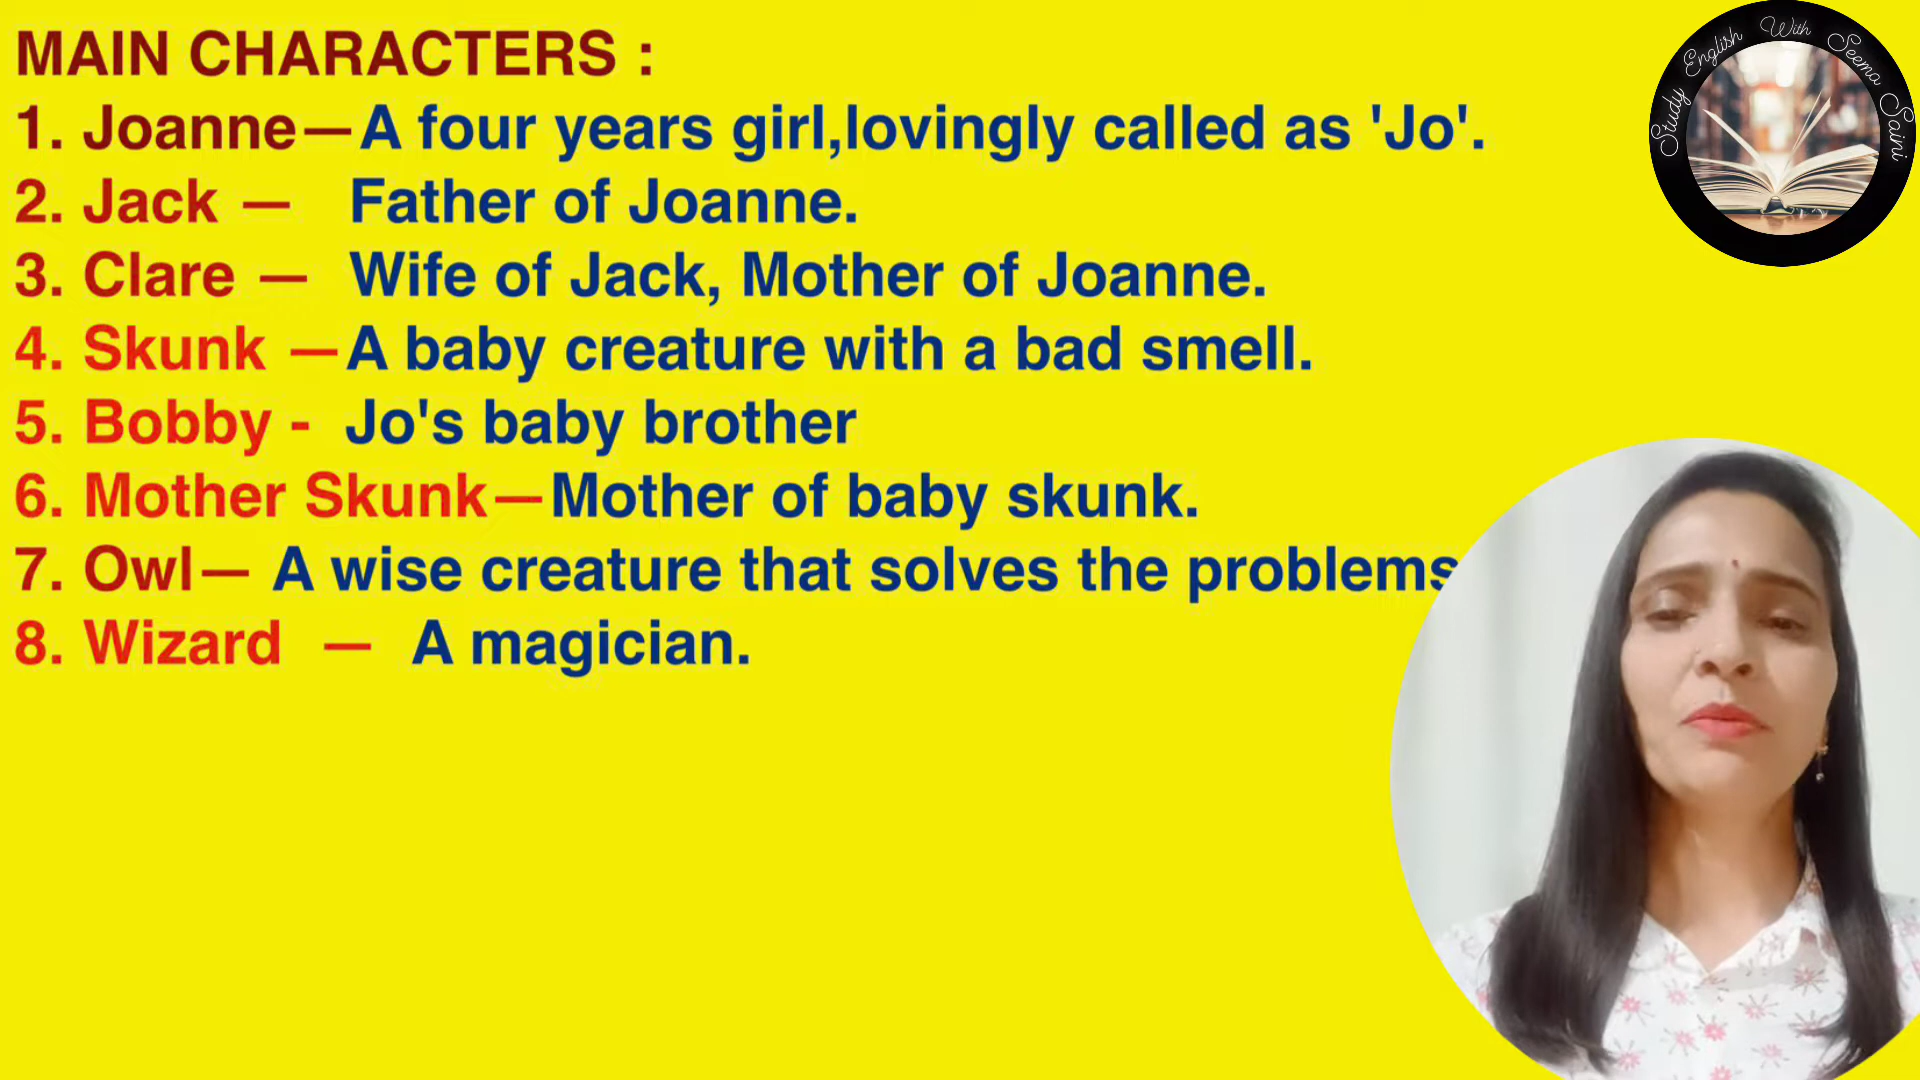 MAIN CHARACTERS :
1. Joanne—A four years girl,lovingly called as 'Jo'.
2. Jack — Father of Joanne.
3. Clare — Wife of Jack, Mother of Joanne.
4. Skunk —A baby creature with a bad smell.
5. Bobby - Jo's baby brother
6. Mother Skunk—Mother of baby skunk.
7. Owl— A wise creature that solves the problems
8. Wizard — A magician.
Study English With Seema Saini